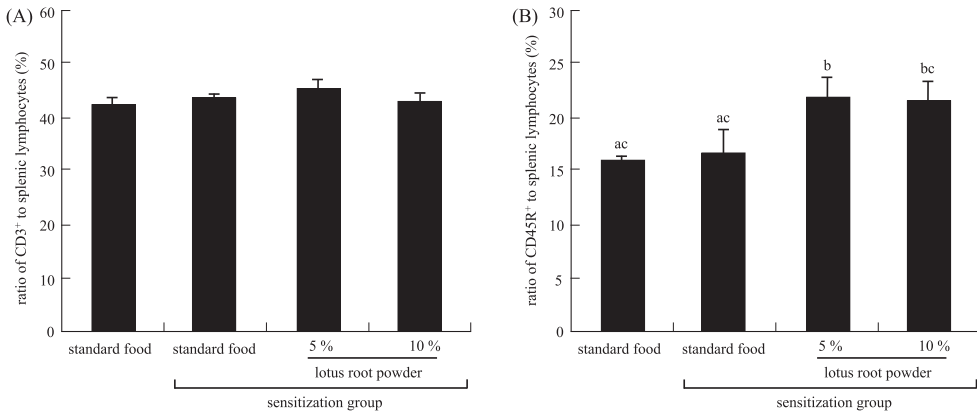 (A)
ratio of CD3⁺ to splenic lymphocytes (%)
60
50
40
30
20
10
0
standard food standard food 5 % 10 %
lotus root powder
sensitization group
(B)
ratio of CD45R⁺ to splenic lymphocytes (%)
30
25
20
15
10
5
0
ac ac b bc
standard food standard food 5 % 10 %
lotus root powder
sensitization group